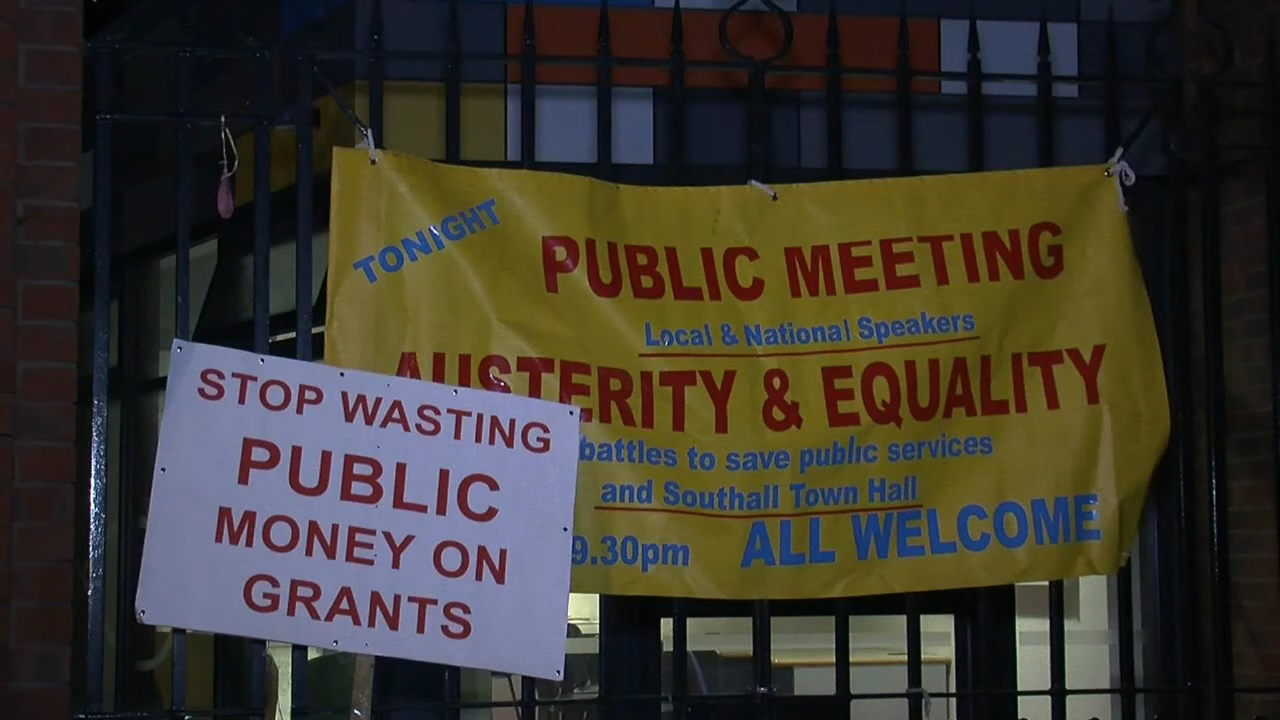 TONIGHT
PUBLIC MEETING
Local & National Speakers
AUSTERITY & EQUALITY
battles to save public services
and Southall Town Hall
9.30pm ALL WELCOME
STOP WASTING
PUBLIC
MONEY ON
GRANTS